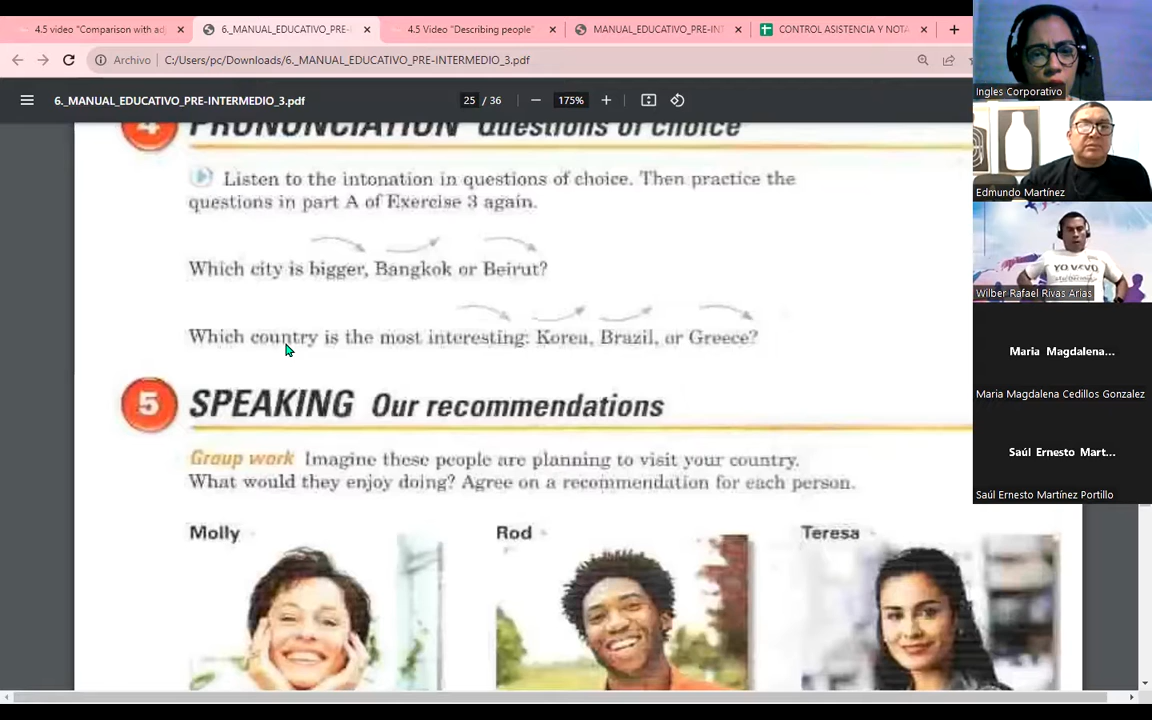 4.5 video "Comparison with adj
6._MANUAL_EDUCATIVO_PRE-I
4.5 Video "Describing people"
MANUAL_EDUCATIVO_PRE-INT
CONTROL ASISTENCIA Y NOTA
Archivo
C:/Users/pc/Downloads/6._MANUAL_EDUCATIVO_PRE-INTERMEDIO_3.pdf
6._MANUAL_EDUCATIVO_PRE-INTERMEDIO_3.pdf
25 / 36
175%
4 PRONUNCIATION Questions of choice
Listen to the intonation in questions of choice. Then practice the
questions in part A of Exercise 3 again.
Which city is bigger, Bangkok or Beirut?
Which country is the most interesting: Korea, Brazil, or Greece?
5 SPEAKING Our recommendations
Group work Imagine these people are planning to visit your country.
What would they enjoy doing? Agree on a recommendation for each person.
Molly
Rod
Teresa
Ingles Corporativo
Edmundo Martínez
YO VIVO
Wilber Rafael Rivas Arias
Maria Magdalena...
Maria Magdalena Cedillos Gonzalez
Saúl Ernesto Mart...
Saúl Ernesto Martínez Portillo